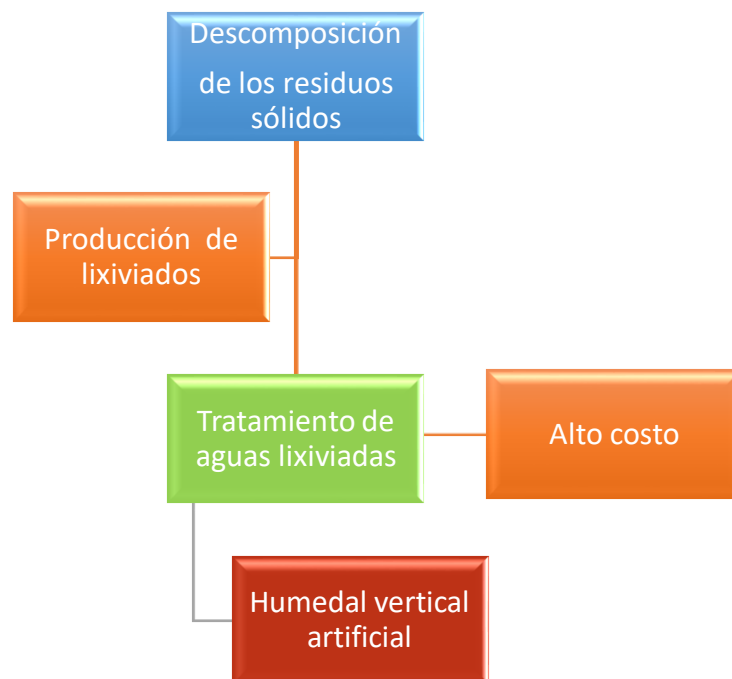 Descomposición
de los residuos
sólidos
Producción de
lixiviados
Tratamiento de
aguas lixiviadas
Alto costo
Humedal vertical
artificial